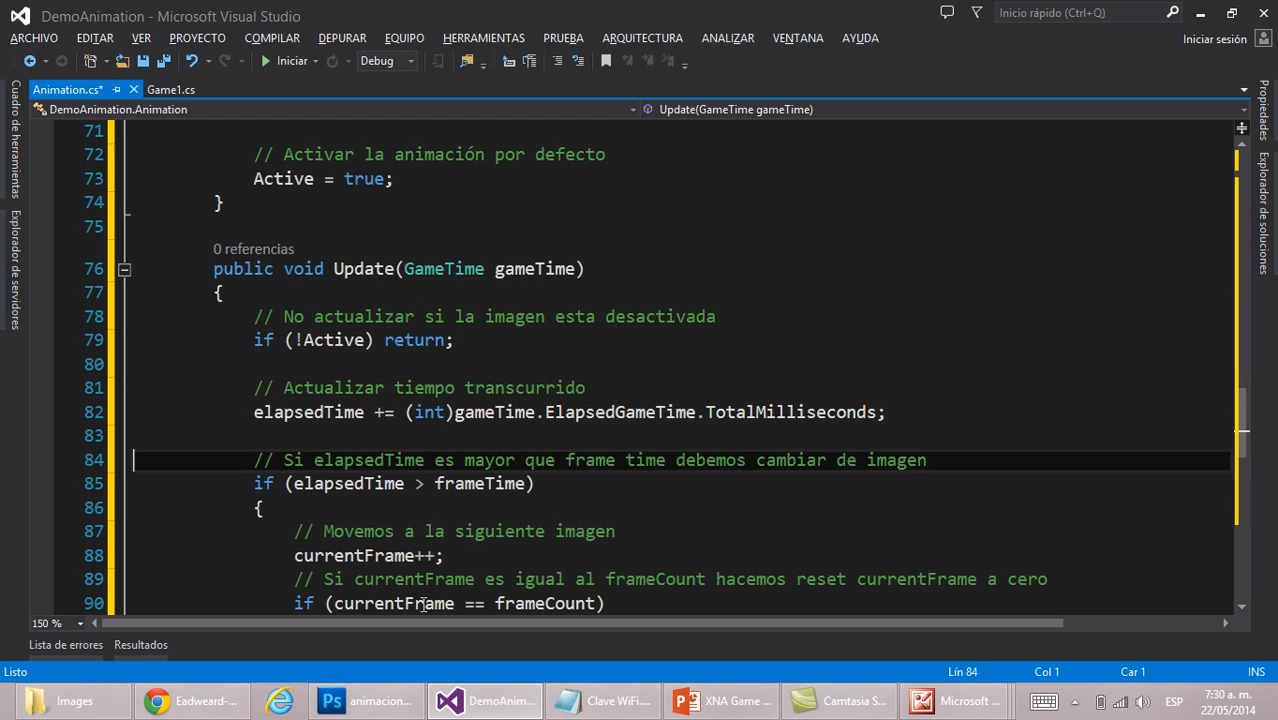 DemoAnimation - Microsoft Visual Studio
Inicio rápido (Ctrl+Q)
ARCHIVO EDITAR VER PROYECTO COMPILAR DEPURAR EQUIPO HERRAMIENTAS PRUEBA ARQUITECTURA ANALIZAR VENTANA AYUDA
Iniciar sesión
Iniciar Debug
Animation.cs* Game1.cs
DemoAnimation.Animation Update(GameTime gameTime)
Cuadro de herramientas
Explorador de servidores
Propiedades
Explorador de soluciones
71
72 // Activar la animación por defecto
73 Active = true;
74 }
75
0 referencias
76 public void Update(GameTime gameTime)
77 {
78 // No actualizar si la imagen esta desactivada
79 if (!Active) return;
80
81 // Actualizar tiempo transcurrido
82 elapsedTime += (int)gameTime.ElapsedGameTime.TotalMilliseconds;
83
84 // Si elapsedTime es mayor que frame time debemos cambiar de imagen
85 if (elapsedTime > frameTime)
86 {
87 // Movemos a la siguiente imagen
88 currentFrame++;
89 // Si currentFrame es igual al frameCount hacemos reset currentFrame a cero
90 if (currentFrame == frameCount)
150 %
Lista de errores Resultados
Listo Lín 84 Col 1 Car 1 INS
Images Eadweard-... animacion... DemoAnim... Clave WiFi.... XNA Game ... Camtasia S... Microsoft ... ESP 7:30 a. m.
22/05/2014